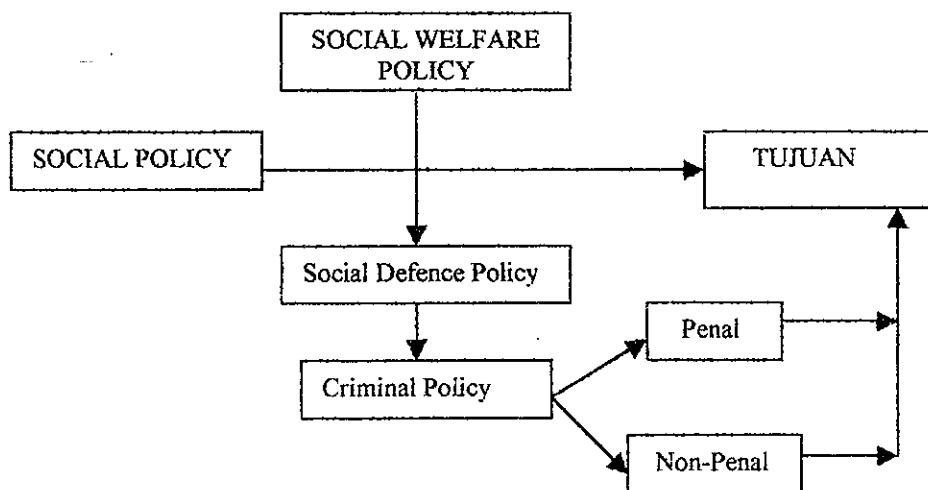 SOCIAL WELFARE
POLICY
SOCIAL POLICY
TUJUAN
Social Defence Policy
Penal
Criminal Policy
Non-Penal